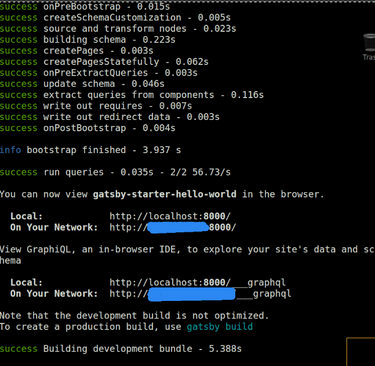 success onPreBootstrap - 0.015s
success createSchemaCustomization - 0.005s
success source and transform nodes - 0.023s
success building schema - 0.223s
success createPages - 0.003s
success createPagesStatefully - 0.062s
success onPreExtractQueries - 0.003s
success update schema - 0.046s
success extract queries from components - 0.116s
success write out requires - 0.007s
success write out redirect data - 0.003s
success onPostBootstrap - 0.004s
info bootstrap finished - 3.937 s
success run queries - 0.035s - 2/2 56.73/s
You can now view gatsby-starter-hello-world in the browser.
Local: http://localhost:8000/
On Your Network: http://8000/
View GraphiQL, an in-browser IDE, to explore your site's data and sc
hema
Local: http://localhost:8000/___graphql
On Your Network: http://___graphql
Note that the development build is not optimized.
To create a production build, use gatsby build
success Building development bundle - 5.388s
Tras